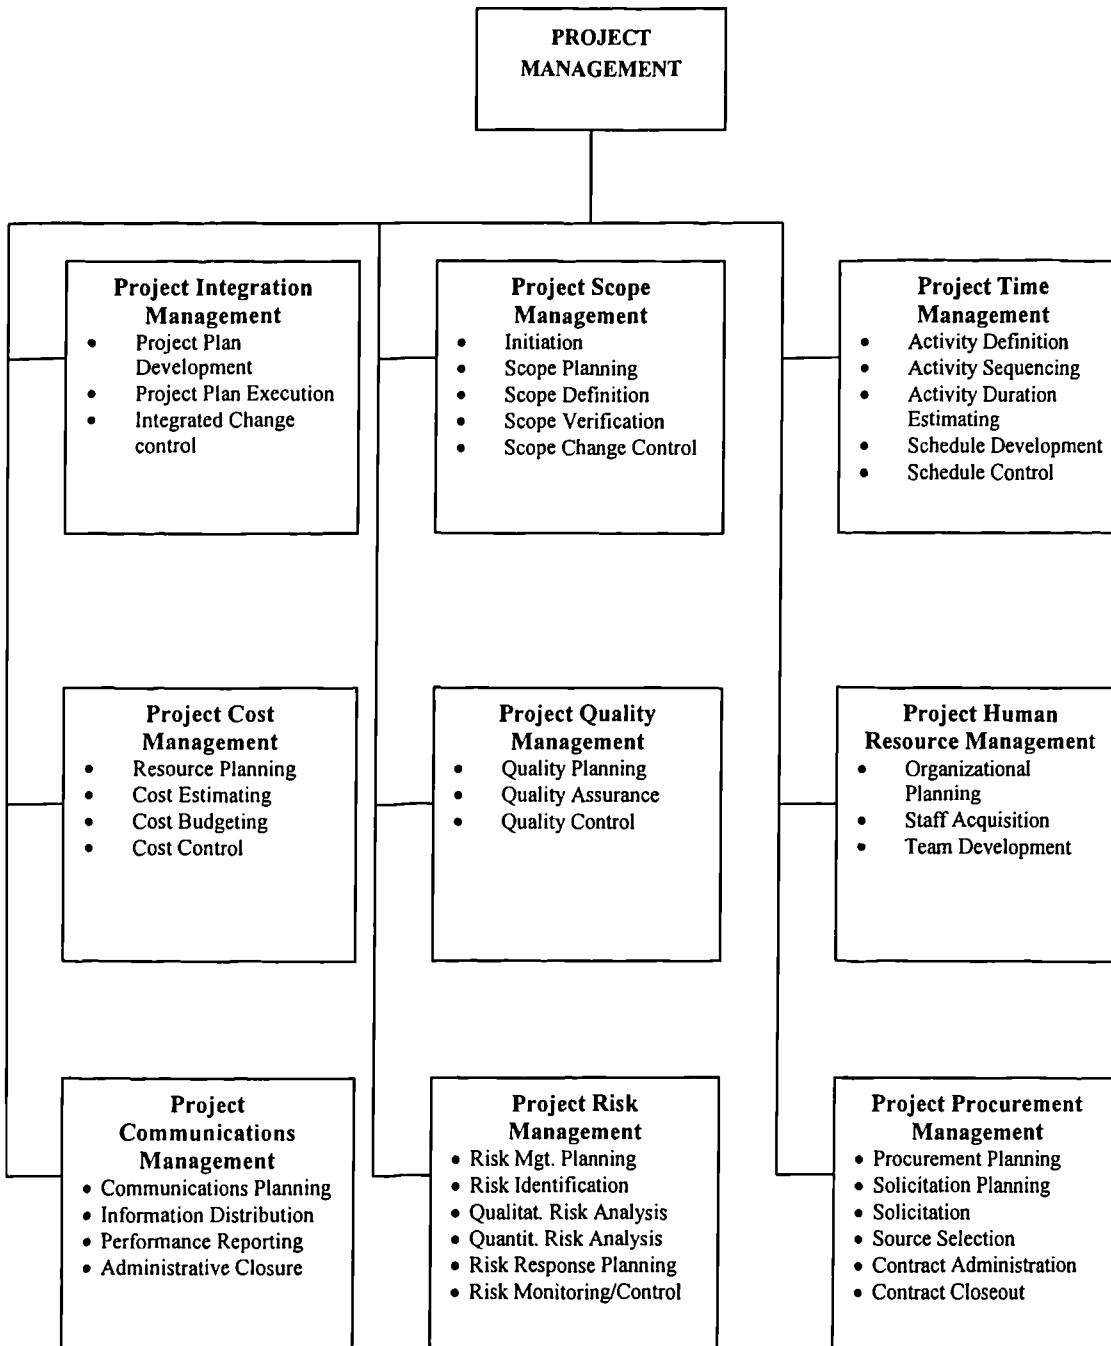 PROJECT
MANAGEMENT
Project Integration
Management
• Project Plan
Development
• Project Plan Execution
• Integrated Change
control
Project Scope
Management
• Initiation
• Scope Planning
• Scope Definition
• Scope Verification
• Scope Change Control
Project Time
Management
• Activity Definition
• Activity Sequencing
• Activity Duration
Estimating
• Schedule Development
• Schedule Control
Project Cost
Management
• Resource Planning
• Cost Estimating
• Cost Budgeting
• Cost Control
Project Quality
Management
• Quality Planning
• Quality Assurance
• Quality Control
Project Human
Resource Management
• Organizational
Planning
• Staff Acquisition
• Team Development
Project
Communications
Management
• Communications Planning
• Information Distribution
• Performance Reporting
• Administrative Closure
Project Risk
Management
• Risk Mgt. Planning
• Risk Identification
• Qualitat. Risk Analysis
• Quantit. Risk Analysis
• Risk Response Planning
• Risk Monitoring/Control
Project Procurement
Management
• Procurement Planning
• Solicitation Planning
• Solicitation
• Source Selection
• Contract Administration
• Contract Closeout